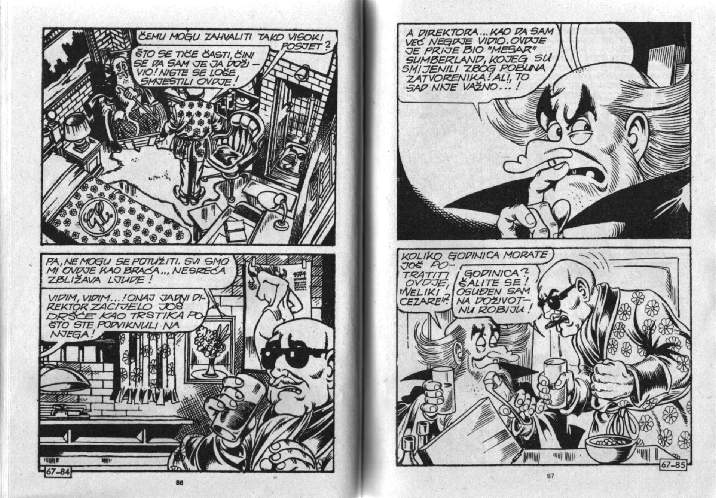 ČEMU MOGU ZAHVALITI TAKO VISOKI
POSJET?
ŠTO SE TIČE ČASTI, ČINI
SE DA SAM JE JA DOŽI-
VIO! NISTE SE LOŠE
SMJESTILI OVDJE!
PA, NE MOGU SE POTUŽITI. SVI SMO
MI OVDJE KAO BRAĆA... NESREĆA
ZBLIŽAVA LJUDE!
VIDIM, VIDIM...! ONAJ JADNI DI-
REKTOR ZACIJELO JOŠ
DRŠĆE KAO TRSTIKA PO-
ŠTO STE PODVIKNULI NA
NJEGA!
67-84
86
A DIREKTORA... KAO DA SAM
VEĆ NEGDJE VIDIO. OVDJE
JE PRIJE BIO "MESAR"
SUMBERLAND, KOJEG SU
SMIJENILI ZBOG POBUNA
ZATVORENIKA! ALI, TO
SAD NIJE VAŽNO...!
KOLIKO GODINICA MORATE
JOŠ PO-
TRATITI
OVDJE,
VELIKI
CEZARE?
GODINICA?
ŠALITE SE!
OSUĐEN SAM
NA DOŽIVOT-
NU ROBIJU!
67-85
87